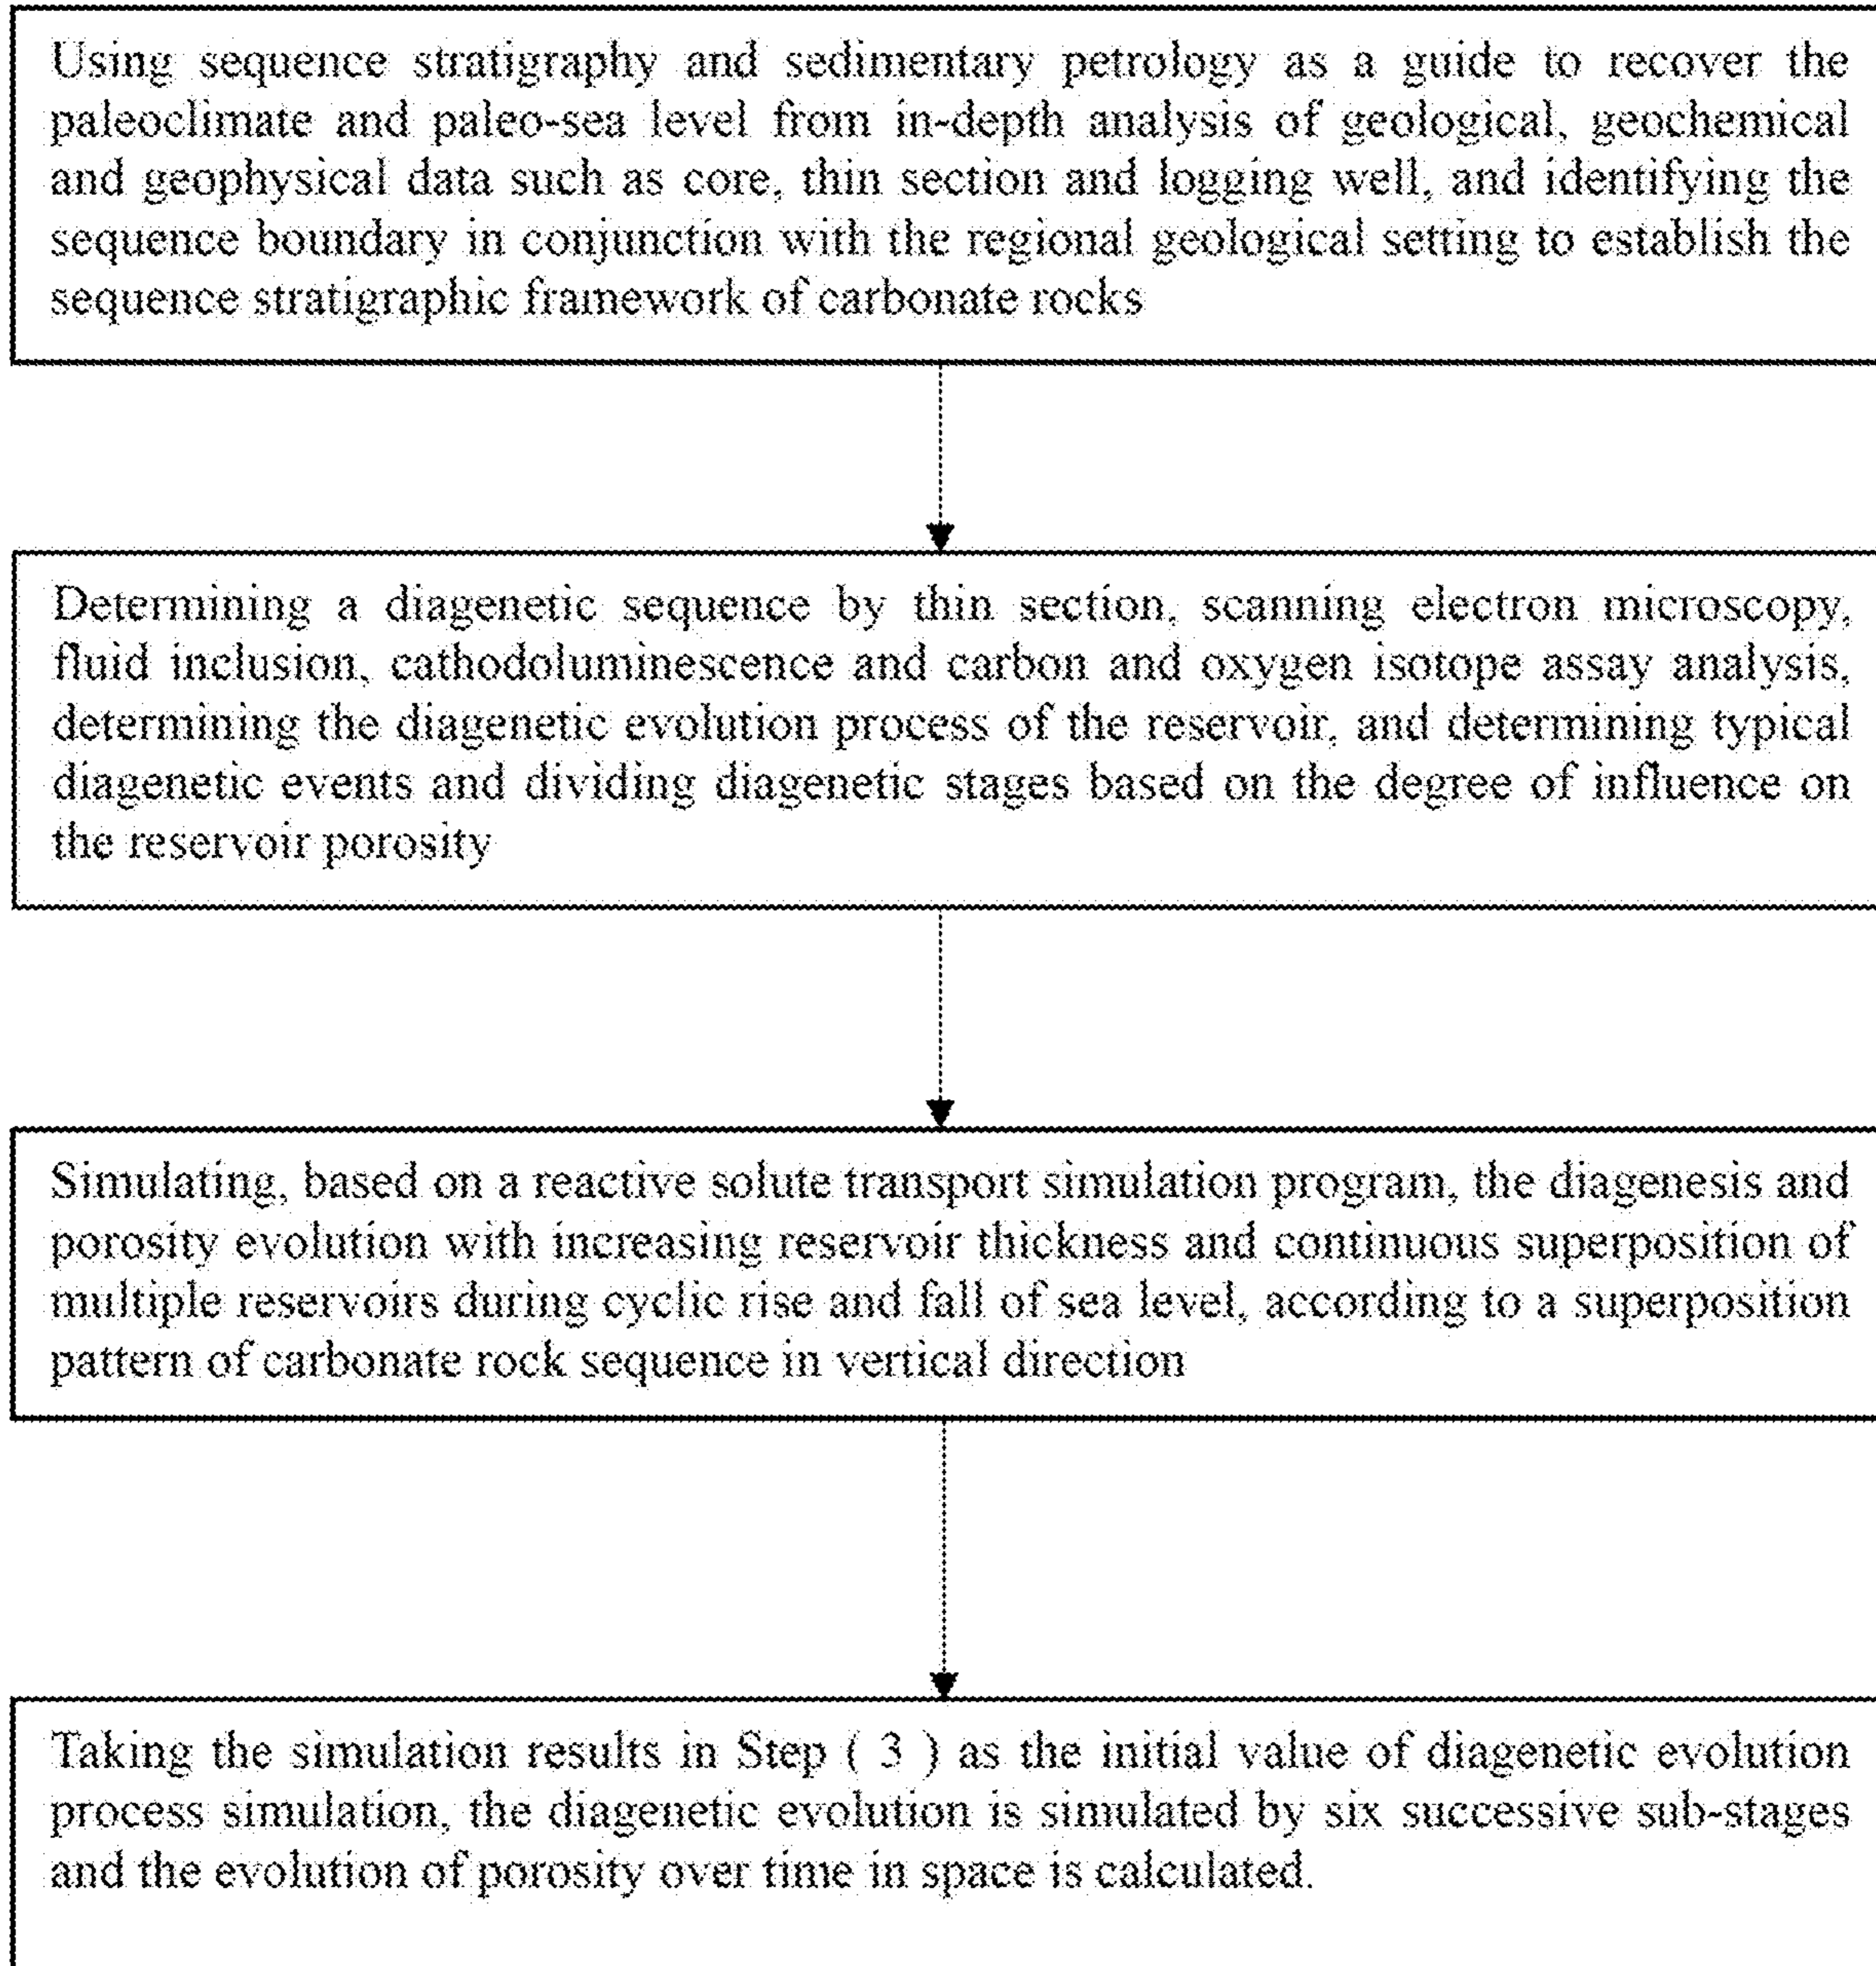 Using sequence stratigraphy and sedimentary petrology as a guide to recover the
paleoclimate and paleo-sea level from in-depth analysis of geological, geochemical
and geophysical data such as core, thin section and logging well, and identifying the
sequence boundary in conjunction with the regional geological setting to establish the
sequence stratigraphic framework of carbonate rocks
Determining a diagenetic sequence by thin section, scanning electron microscopy,
fluid inclusion, cathodoluminescence and carbon and oxygen isotope assay analysis,
determining the diagenetic evolution process of the reservoir, and determining typical
diagenetic events and dividing diagenetic stages based on the degree of influence on
the reservoir porosity
Simulating, based on a reactive solute transport simulation program, the diagenesis and
porosity evolution with increasing reservoir thickness and continuous superposition of
multiple reservoirs during cyclic rise and fall of sea level, according to a superposition
pattern of carbonate rock sequence in vertical direction
Taking the simulation results in Step ( 3 ) as the initial value of diagenetic evolution
process simulation, the diagenetic evolution is simulated by six successive sub-stages
and the evolution of porosity over time in space is calculated.